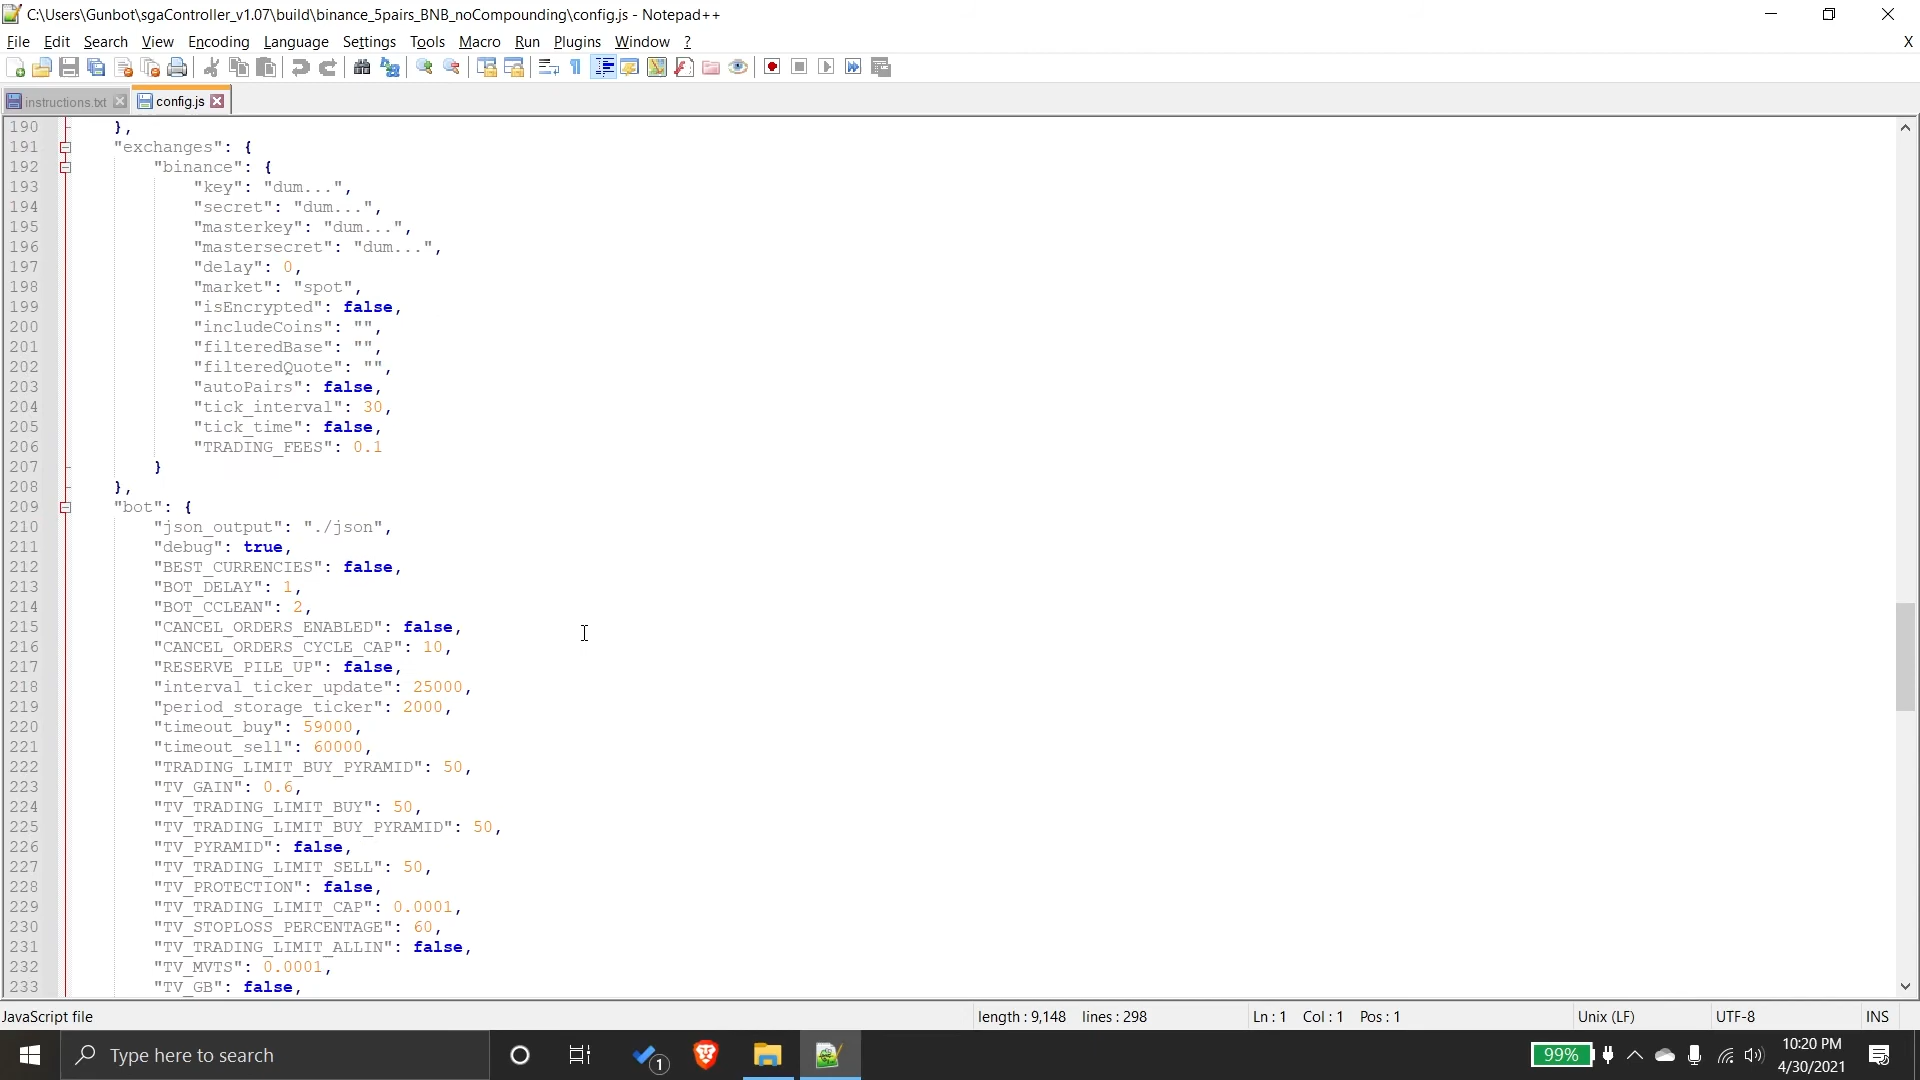 C:\Users\Gunbot\sgaController_v1.07\build\binance_5pairs_BNB_noCompounding\config.js - Notepad++
File Edit Search View Encoding Language Settings Tools Macro Run Plugins Window ? X
instructions.txt config.js
190 },
191 "exchanges": {
192 "binance": {
193 "key": "dum...",
194 "secret": "dum...",
195 "masterkey": "dum...",
196 "mastersecret": "dum...",
197 "delay": 0,
198 "market": "spot",
199 "isEncrypted": false,
200 "includeCoins": "",
201 "filteredBase": "",
202 "filteredQuote": "",
203 "autoPairs": false,
204 "tick_interval": 30,
205 "tick_time": false,
206 "TRADING_FEES": 0.1
207 }
208 },
209 "bot": {
210 "json_output": "./json",
211 "debug": true,
212 "BEST_CURRENCIES": false,
213 "BOT_DELAY": 1,
214 "BOT_CCLEAN": 2,
215 "CANCEL_ORDERS_ENABLED": false,
216 "CANCEL_ORDERS_CYCLE_CAP": 10,
217 "RESERVE_PILE_UP": false,
218 "interval_ticker_update": 25000,
219 "period_storage_ticker": 2000,
220 "timeout_buy": 59000,
221 "timeout_sell": 60000,
222 "TRADING_LIMIT_BUY_PYRAMID": 50,
223 "TV_GAIN": 0.6,
224 "TV_TRADING_LIMIT_BUY": 50,
225 "TV_TRADING_LIMIT_BUY_PYRAMID": 50,
226 "TV_PYRAMID": false,
227 "TV_TRADING_LIMIT_SELL": 50,
228 "TV_PROTECTION": false,
229 "TV_TRADING_LIMIT_CAP": 0.0001,
230 "TV_STOPLOSS_PERCENTAGE": 60,
231 "TV_TRADING_LIMIT_ALLIN": false,
232 "TV_MVTS": 0.0001,
233 "TV_GB": false,
JavaScript file length : 9,148 lines : 298 Ln : 1 Col : 1 Pos : 1 Unix (LF) UTF-8 INS
Type here to search 1 99% 10:20 PM
4/30/2021